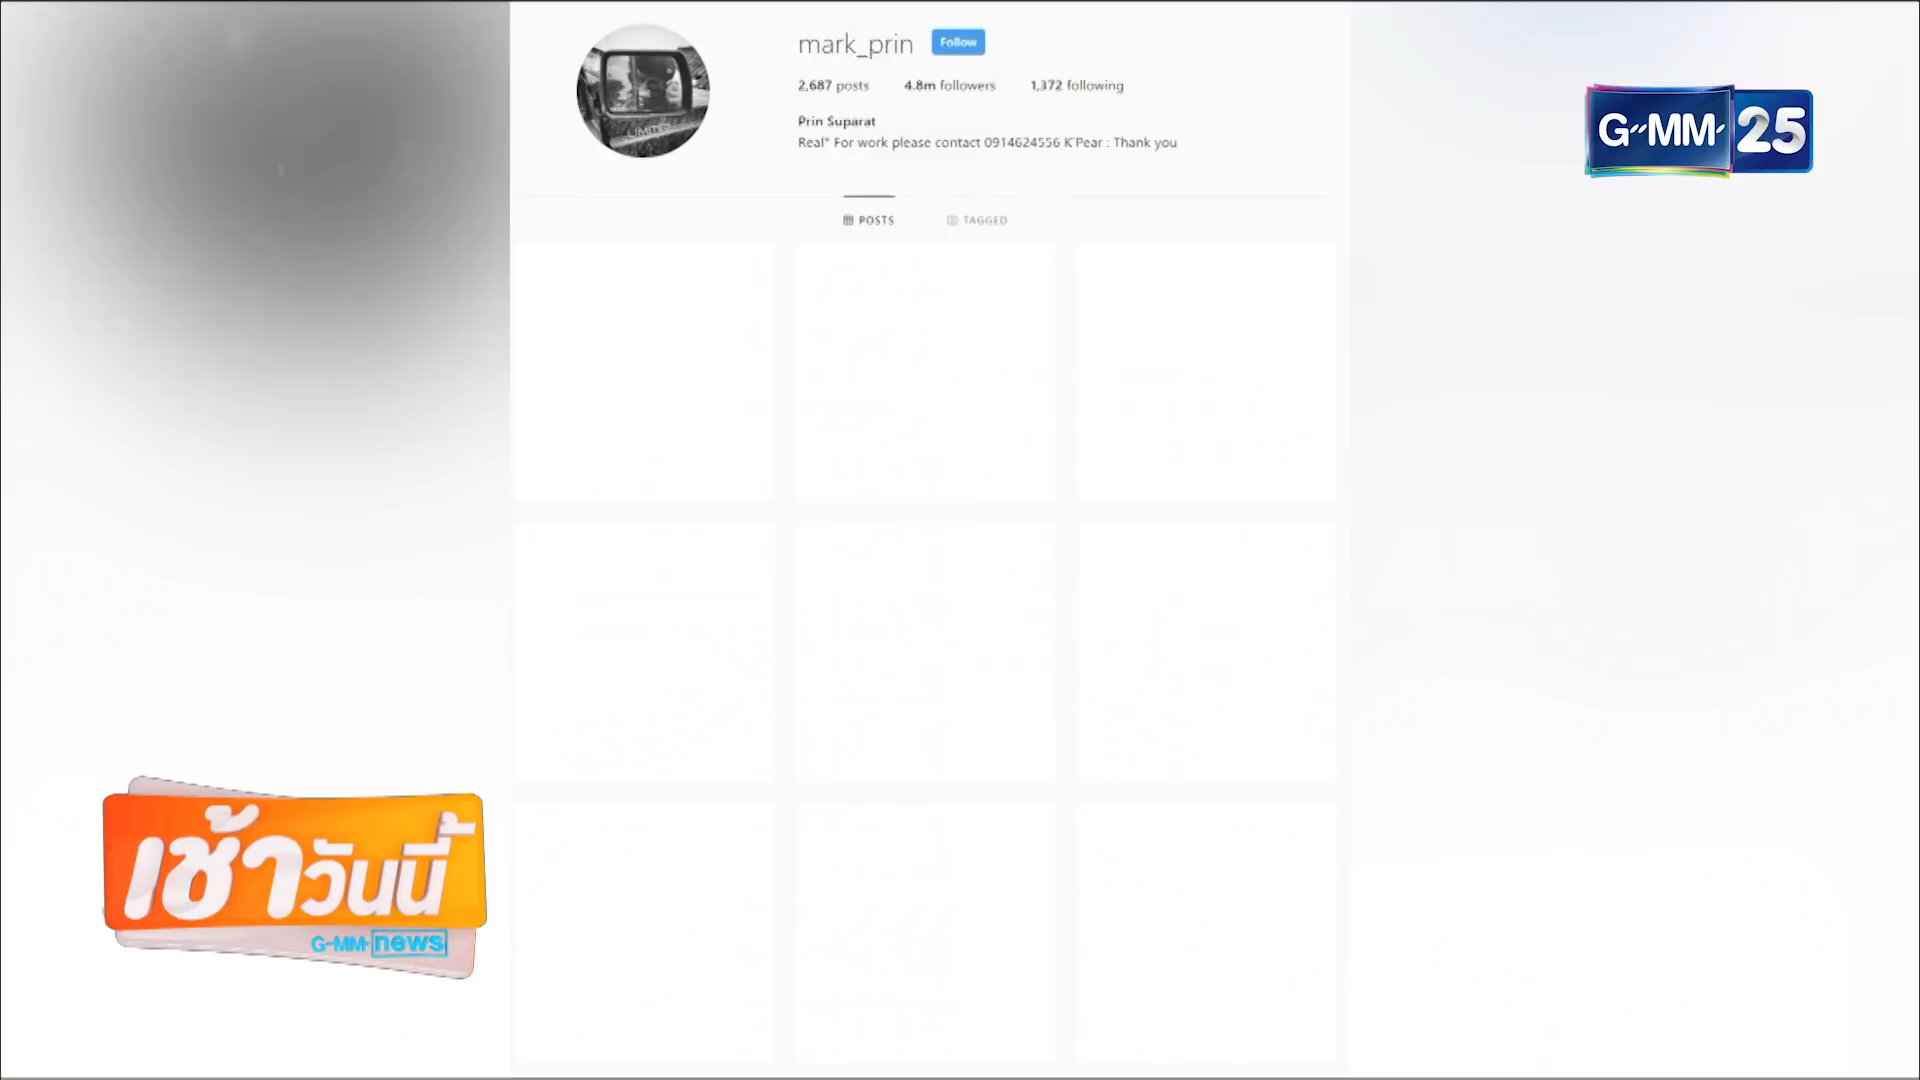 mark_prin Follow
2,687 posts 4.8m followers 1,372 following
Prin Suparat
Real* For work please contact 0914624556 K'Pear : Thank you
POSTS TAGGED
G-MM 25
เช้าวันนี้
G-MM news
LIMITED